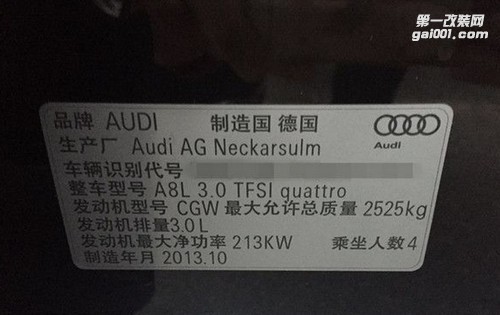 第一改装网
gai001.com
品牌 AUDI 制造国 德国
Audi
生产厂 Audi AG Neckarsulm
车辆识别代号
整车型号 A8L 3.0 TFSI quattro
发动机型号 CGW 最大允许总质量 2525kg
发动机排量3.0L
发动机最大净功率 213KW 乘坐人数4
制造年月 2013.10